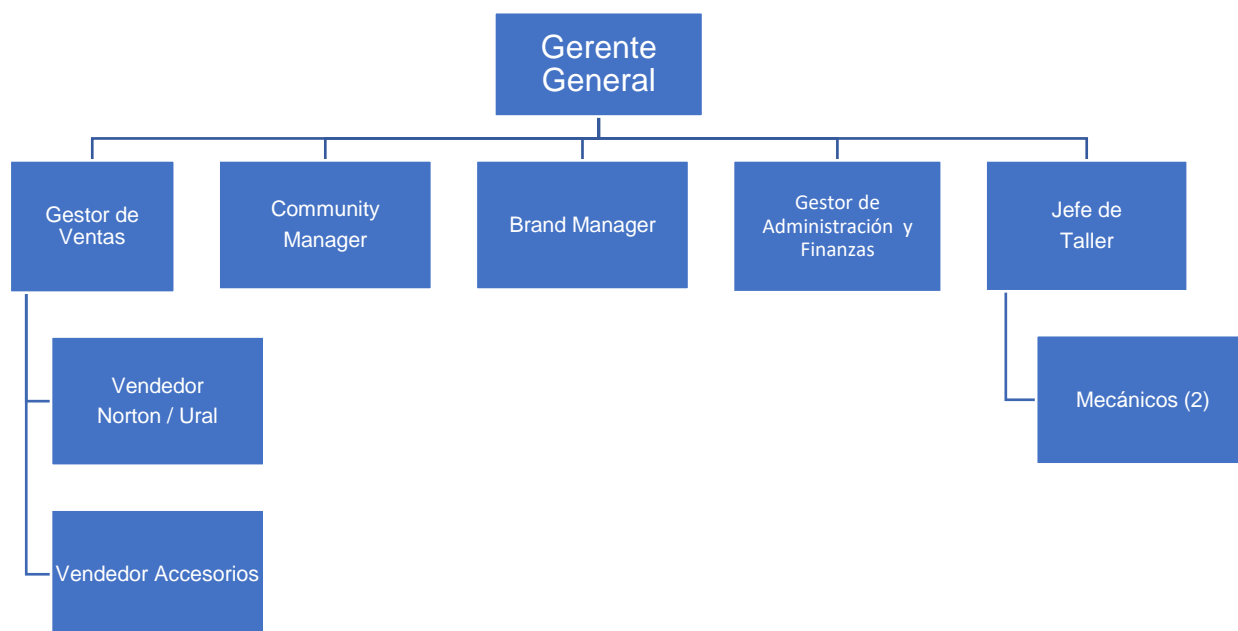 Gerente
General
Gestor de
Ventas
Community
Manager
Brand Manager
Gestor de
Administración y
Finanzas
Jefe de
Taller
Vendedor
Norton / Ural
Mecánicos (2)
Vendedor Accesorios